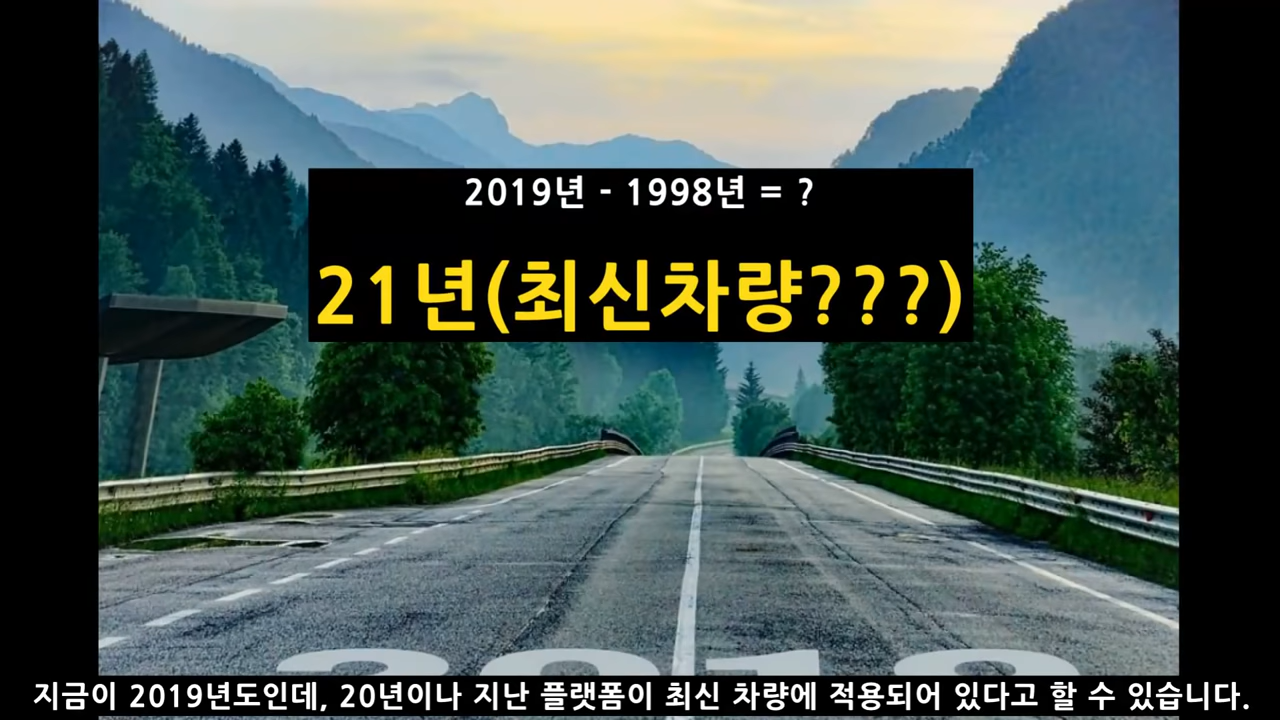 2019년 - 1998년 = ?
21년(최신차량???)
2019
지금이 2019년도인데, 20년이나 지난 플랫폼이 최신 차량에 적용되어 있다고 할 수 있습니다.